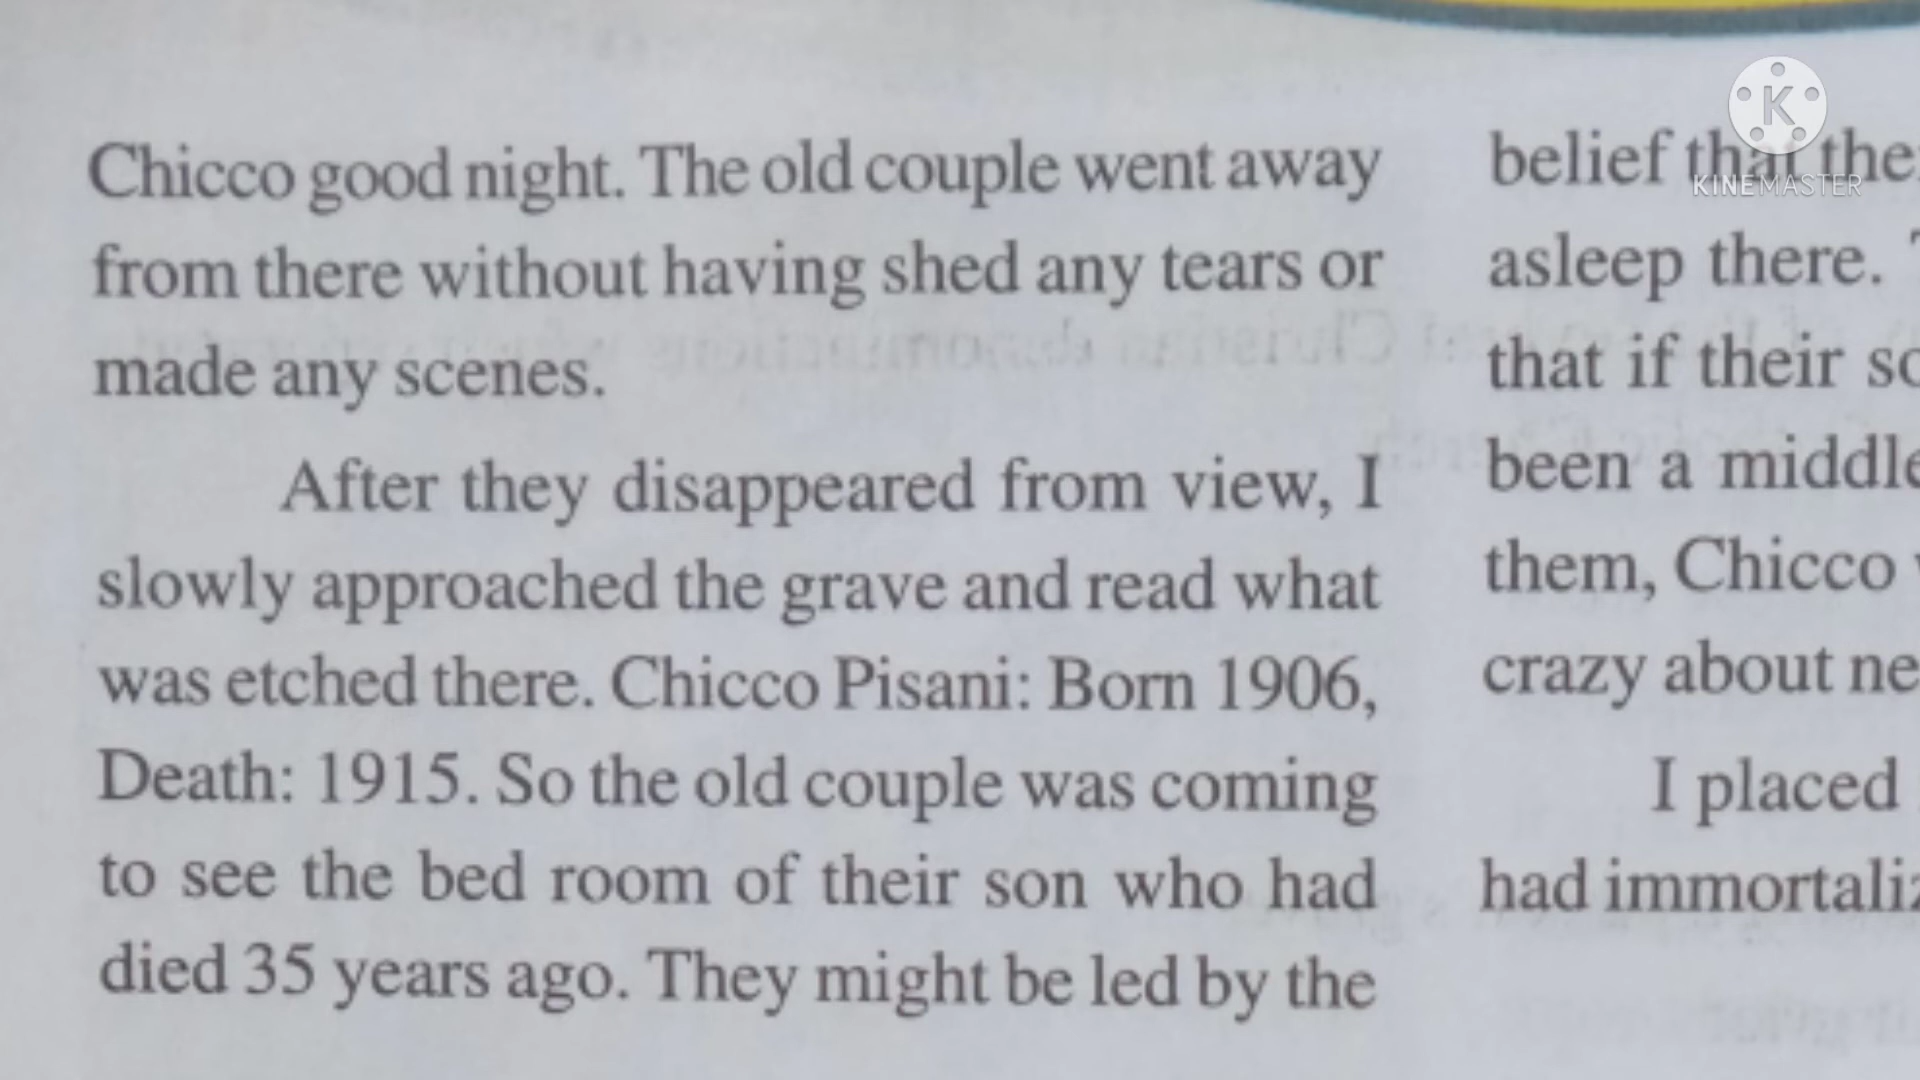 Chicco good night. The old couple went away
from there without having shed any tears or
made any scenes.
After they disappeared from view, I
slowly approached the grave and read what
was etched there. Chicco Pisani: Born 1906,
Death: 1915. So the old couple was coming
to see the bed room of their son who had
died 35 years ago. They might be led by the
belief that
asleep there.
that if their
been a
them, Chicco
crazy about
I placed
had
K
KINEMASTER